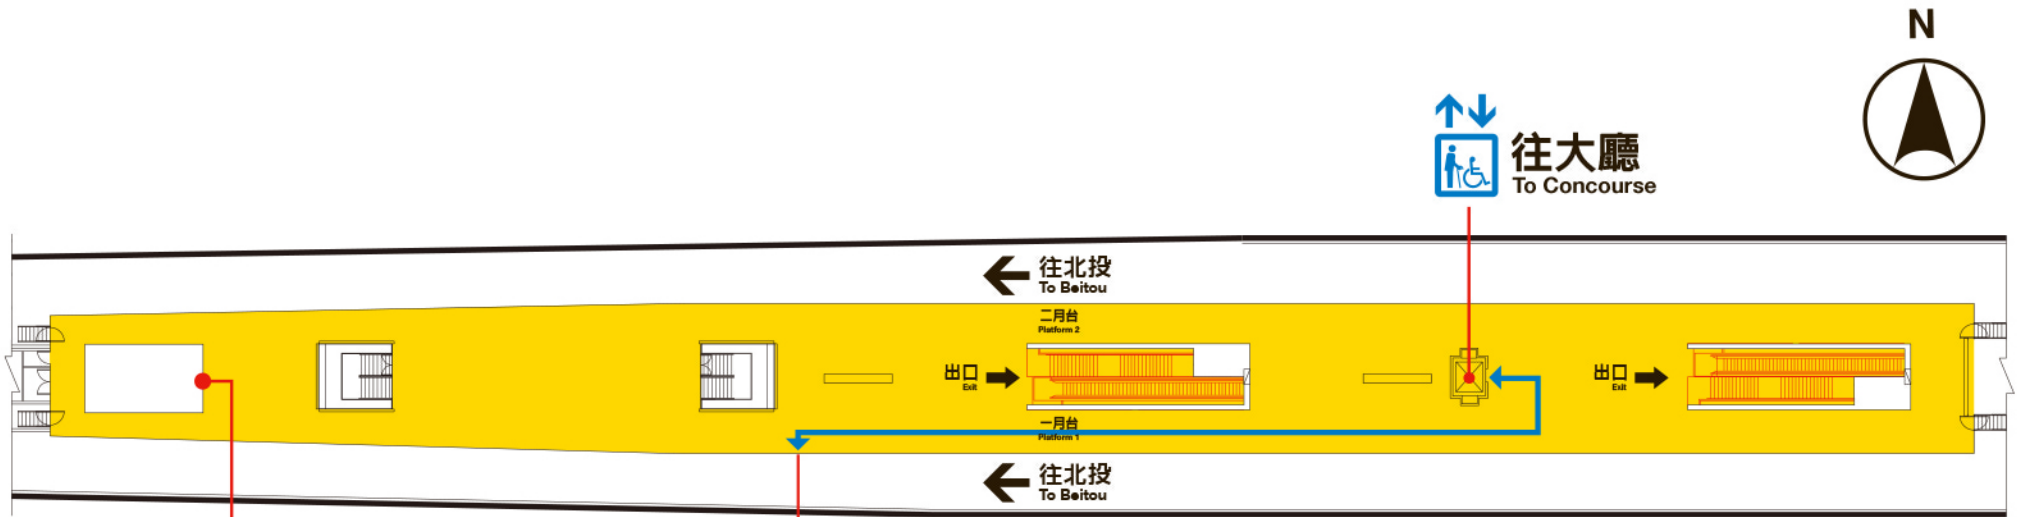 N
往大廳
To Concourse
往北投
To Beitou
二月台
Platform 2
出口
Exit
出口
Exit
一月台
Platform 1
往北投
To Beitou